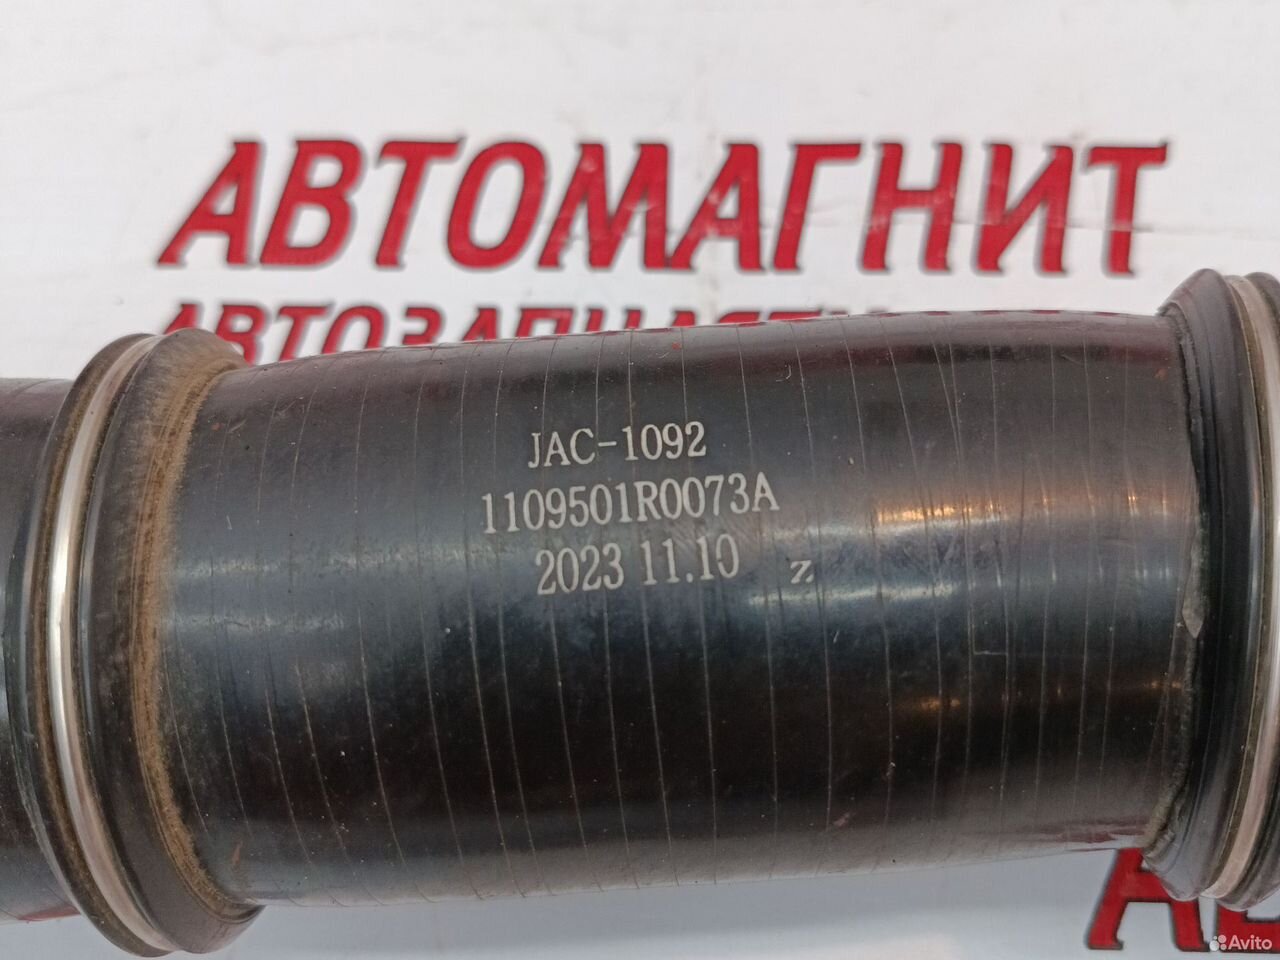 АВТОМАГНИТ
JAC-1092
1109501R0073A
2023 11.10 z
Avito